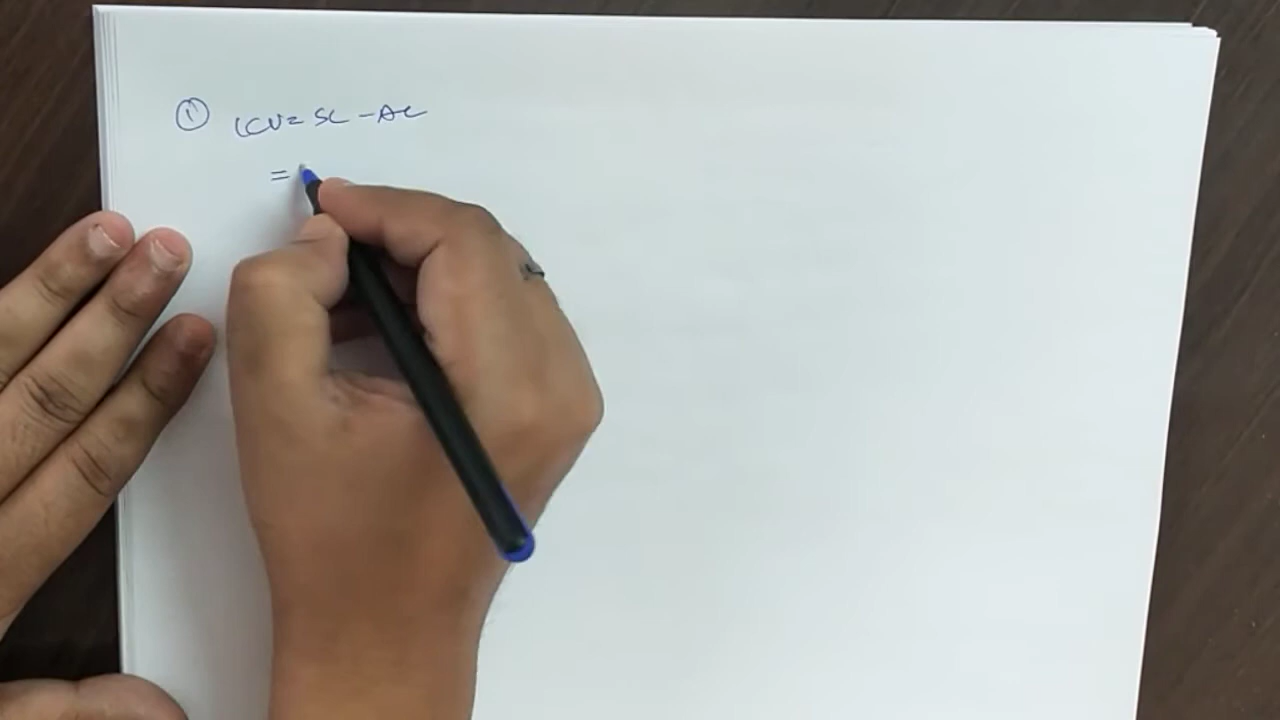 ① LCV= SC - AC
=